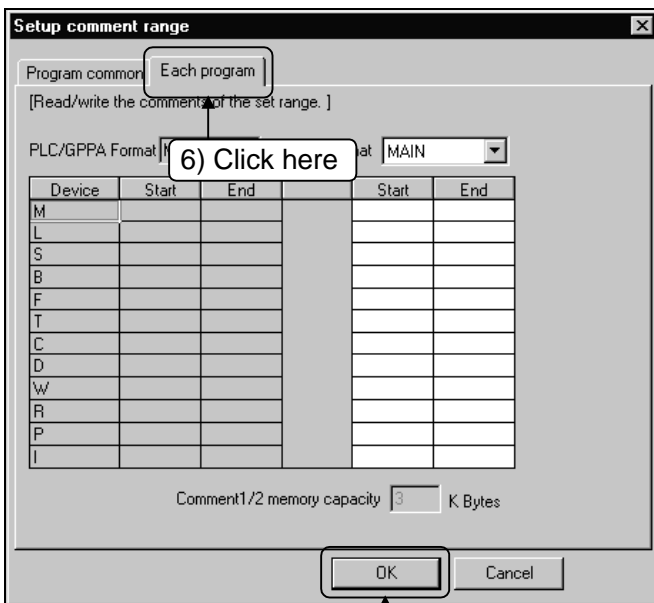 Setup comment range
Program common Each program
[Read/write the comments of the set range. ]
PLC/GPPA Format at MAIN
6) Click here
Device Start End Start End
M
L
S
B
F
T
C
D
W
R
P
I
Comment1/2 memory capacity 3 K Bytes
OK Cancel